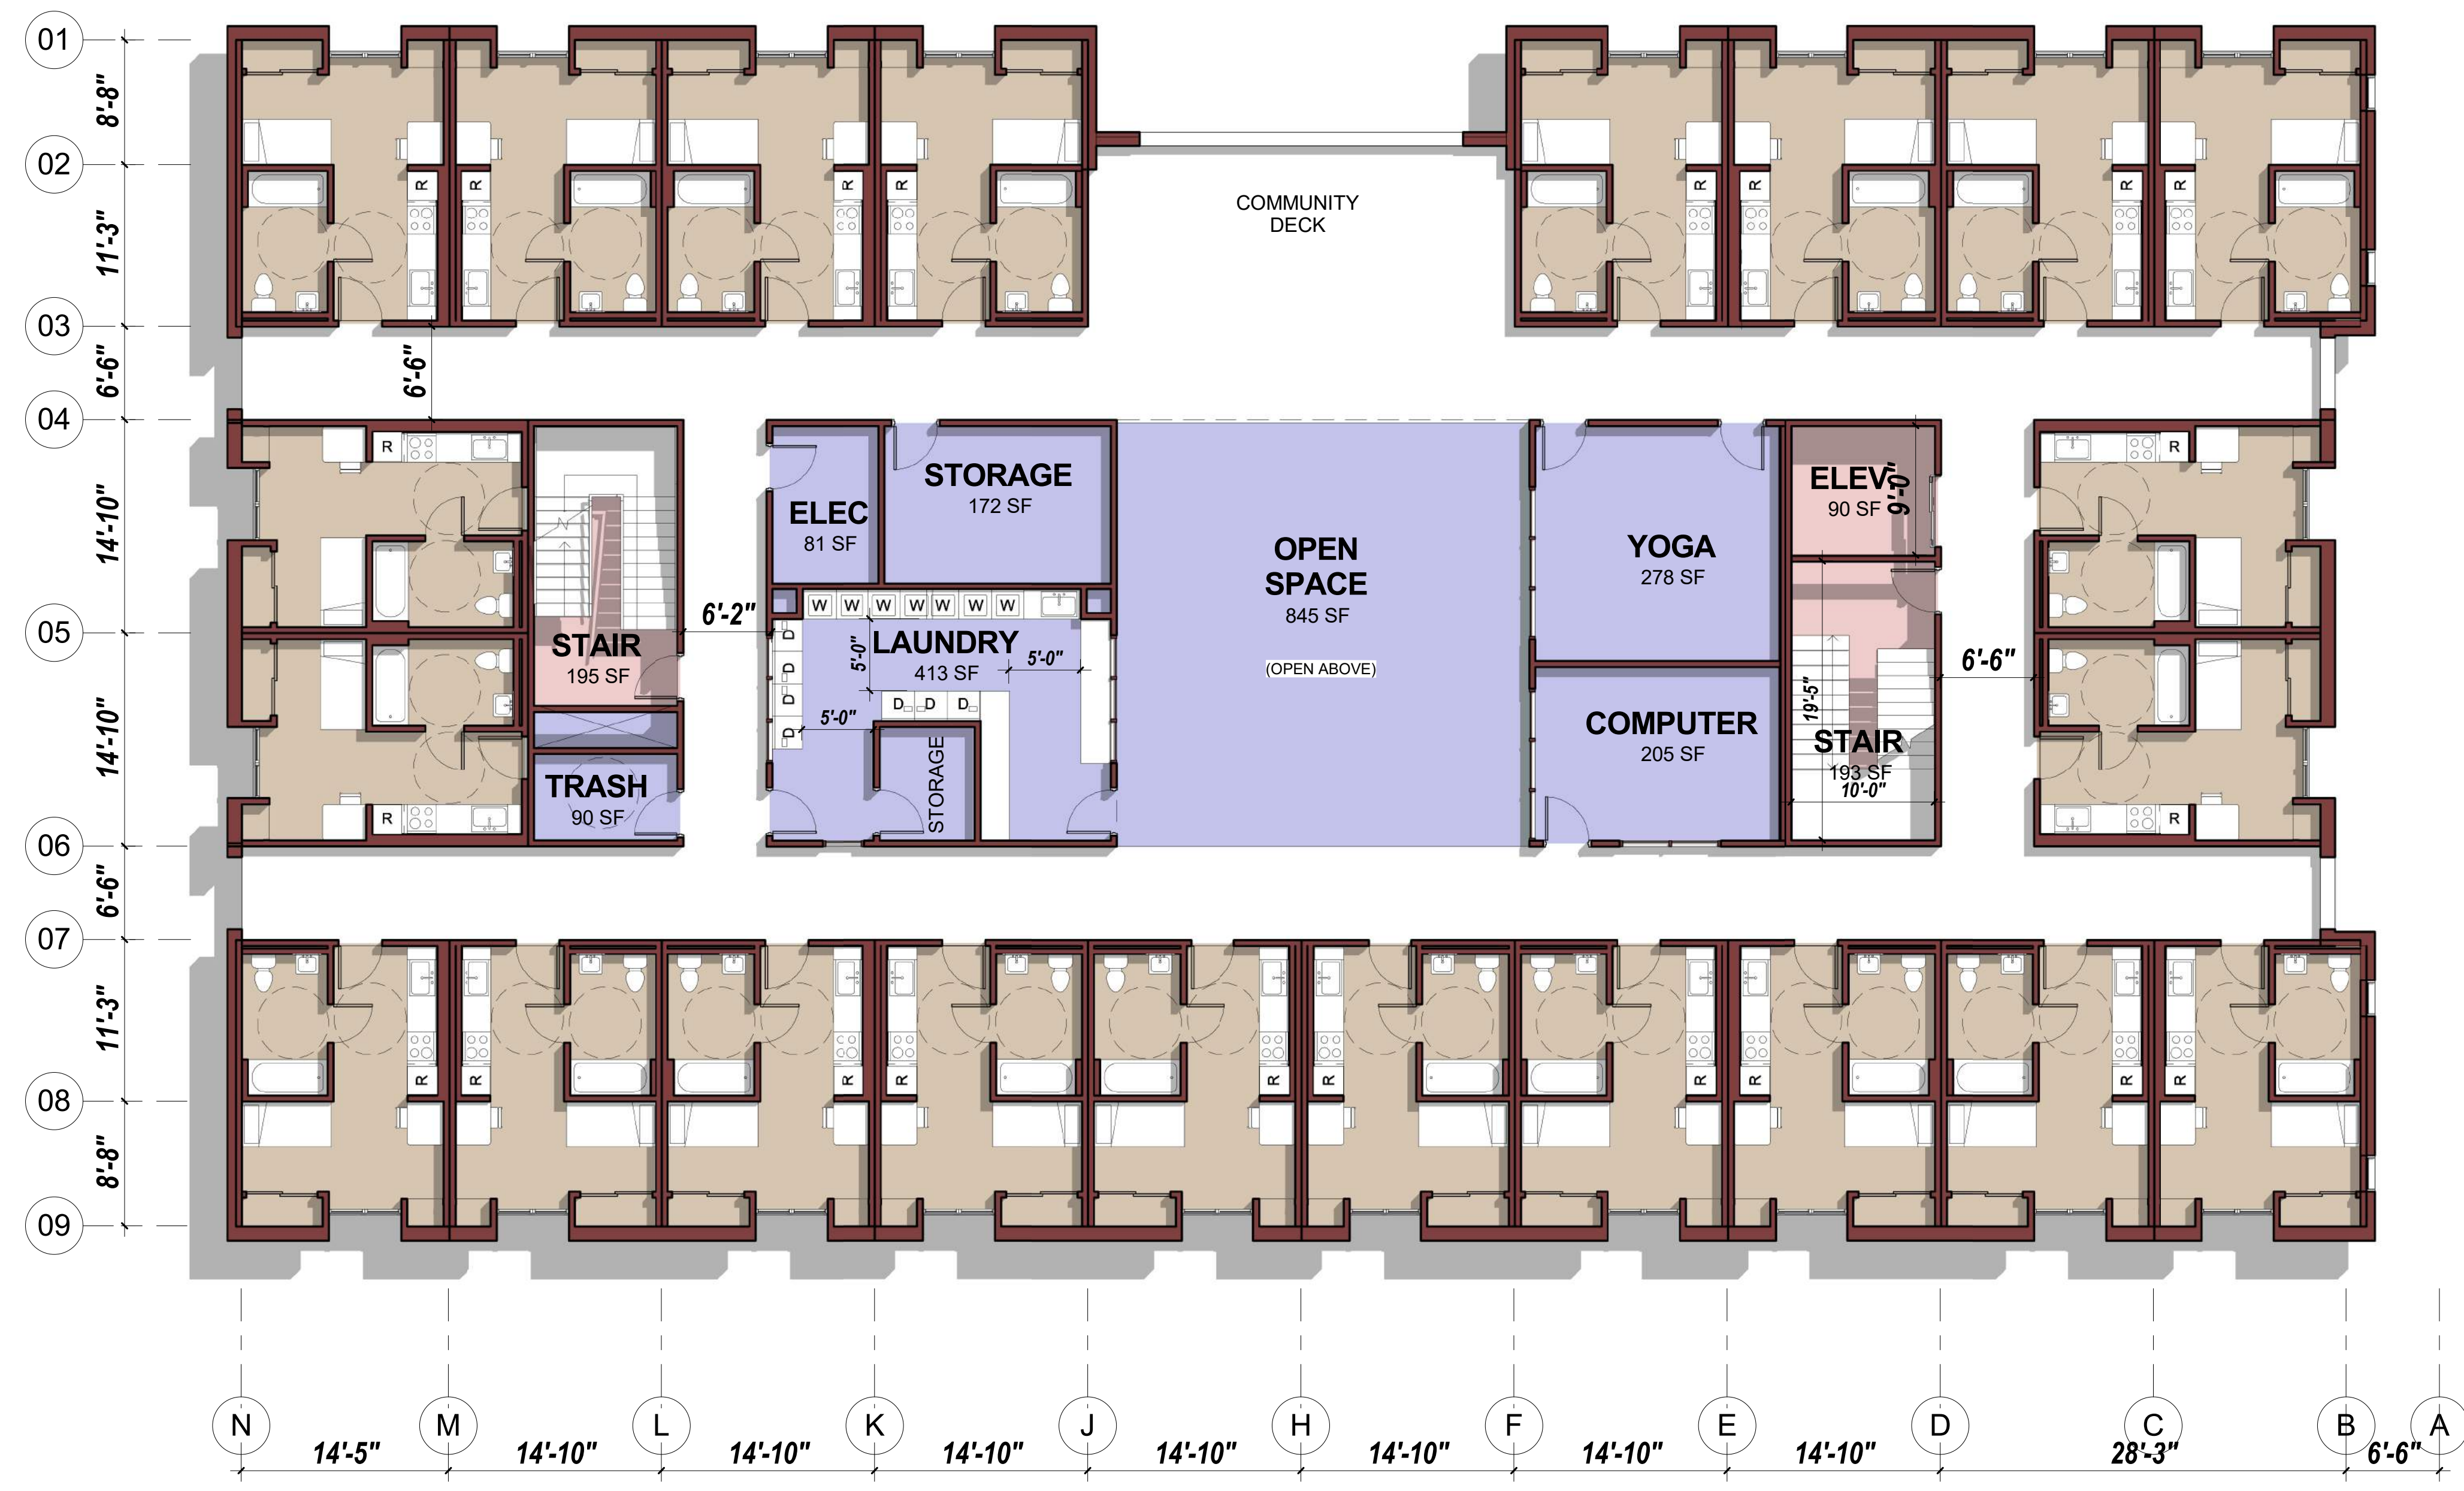 01
8'-8"
02
R R R R R R R R
COMMUNITY
DECK
11'-3"
03
6'-6"
6'-6"
04
R
R
STORAGE
172 SF
ELEC
81 SF
ELEV.
90 SF
9'-0"
OPEN
SPACE
845 SF
(OPEN ABOVE)
YOGA
278 SF
14'-10"
05
W W W W W W W
6'-2"
D
D
D
D
LAUNDRY
413 SF
5'-0"
5'-0"
5'-0"
D D D
STORAGE
STAIR
195 SF
6'-6"
19'-5"
COMPUTER
205 SF
STAIR
193 SF
10'-0"
14'-10"
TRASH
90 SF
R
R
06
6'-6"
07
11'-3"
R R R R R R R R R R
08
8'-8"
09
N M L K J H F E D C B A
14'-5" 14'-10" 14'-10" 14'-10" 14'-10" 14'-10" 14'-10" 14'-10" 28'-3" 6'-6"